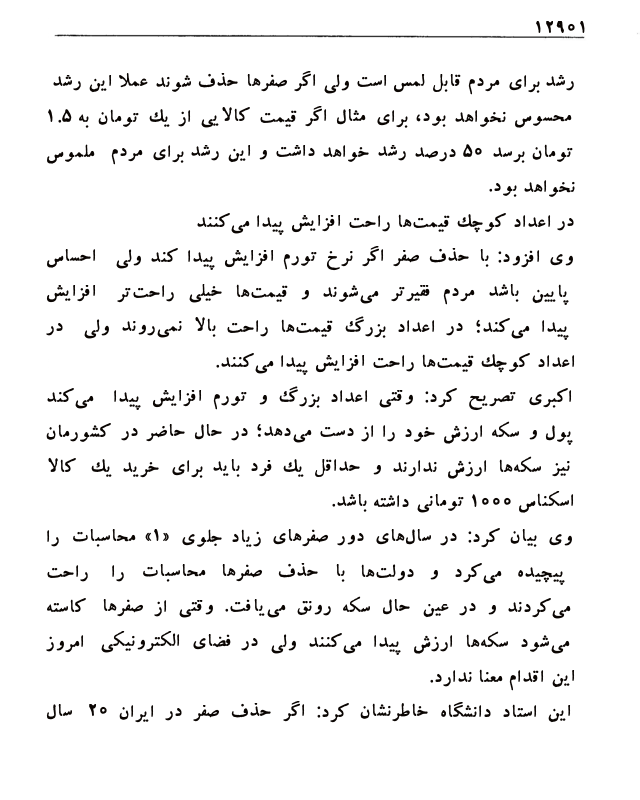 ۱۲۹۵۱
رشد برای مردم قابل لمس است ولی اگر صفرها حذف شوند عملا این رشد
محسوس نخواهد بود، برای مثال اگر قیمت کالایی از یك تومان به ۱.۵
تومان برسد ۵۰ درصد رشد خواهد داشت و این رشد برای مردم ملموس
نخواهد بود.
در اعداد کوچك قیمت‌ها راحت افزایش پیدا می‌کنند
وی افزود: با حذف صفر اگر نرخ تورم افزایش پیدا کند ولی احساس
پایین باشد مردم فقیرتر می‌شوند و قیمت‌ها خیلی راحت‌تر افزایش
پیدا می‌کند؛ در اعداد بزرگ قیمت‌ها راحت بالا نمی‌روند ولی در
اعداد کوچك قیمت‌ها راحت افزایش پیدا می‌کنند.
اکبری تصریح کرد: وقتی اعداد بزرگ و تورم افزایش پیدا می‌کند
پول و سکه ارزش خود را از دست می‌دهد؛ در حال حاضر در کشورمان
نیز سکه‌ها ارزش ندارند و حداقل یك فرد باید برای خرید یك کالا
اسکناس ۱۰۰۰ تومانی داشته باشد.
وی بیان کرد: در سال‌های دور صفرهای زیاد جلوی «۱» محاسبات را
پیچیده می‌کرد و دولت‌ها با حذف صفرها محاسبات را راحت
می‌کردند و در عین حال سکه رونق می‌یافت. وقتی از صفرها کاسته
می‌شود سکه‌ها ارزش پیدا می‌کنند ولی در فضای الکترونیکی امروز
این اقدام معنا ندارد.
این استاد دانشگاه خاطرنشان کرد: اگر حذف صفر در ایران ۲۰ سال